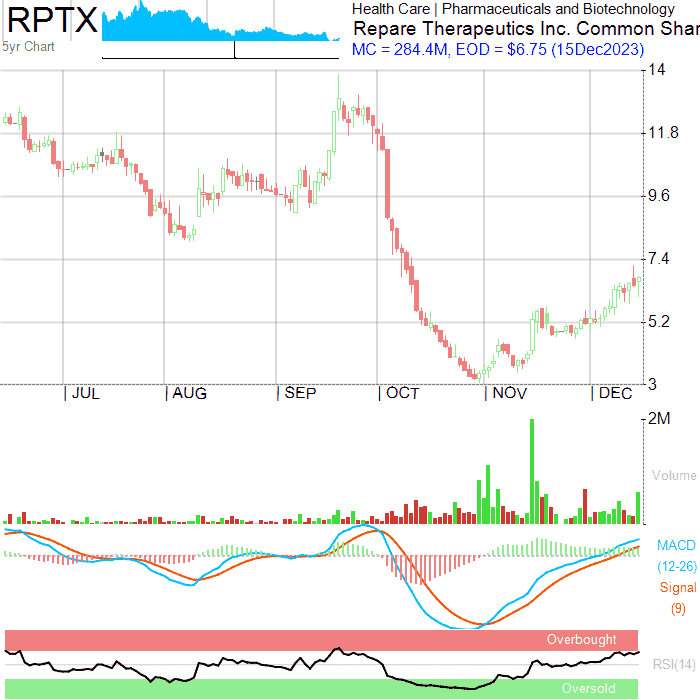 RPTX
5yr Chart
Health Care | Pharmaceuticals and Biotechnology
Repare Therapeutics Inc. Common Shar
MC = 284.4M, EOD = $6.75 (15Dec2023)
14
11.8
9.6
7.4
5.2
3
JUL AUG SEP OCT NOV DEC
2M
Volume
MACD
(12-26)
Signal
(9)
Overbought
RSI(14)
Oversold